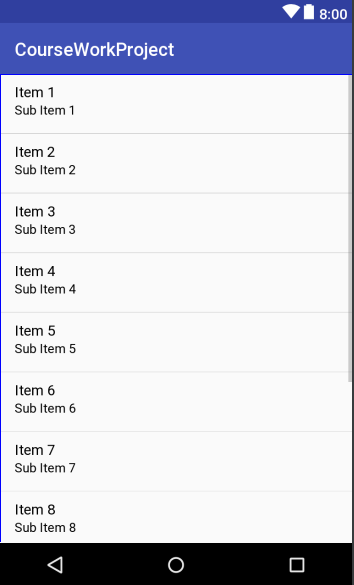 8:00
CourseWorkProject
Item 1
Sub Item 1
Item 2
Sub Item 2
Item 3
Sub Item 3
Item 4
Sub Item 4
Item 5
Sub Item 5
Item 6
Sub Item 6
Item 7
Sub Item 7
Item 8
Sub Item 8